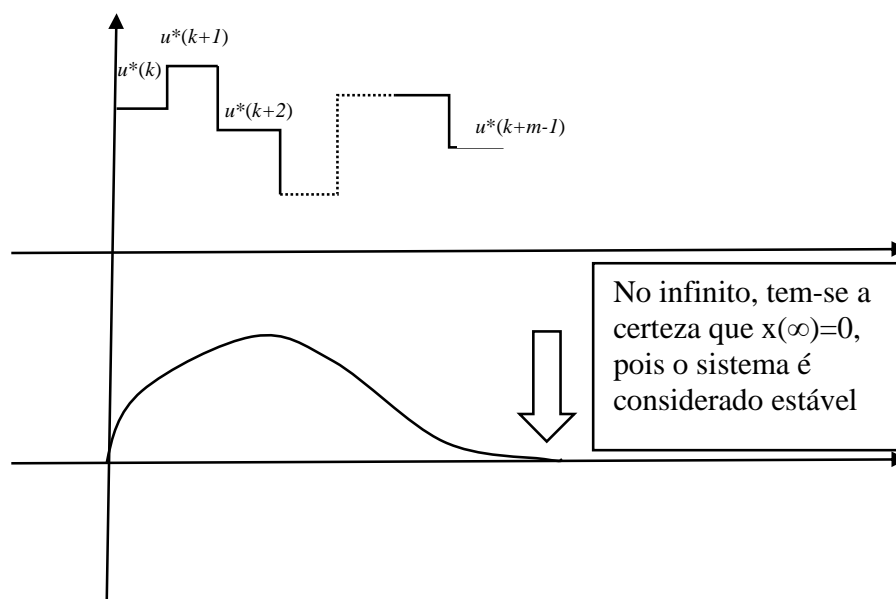 u*(k+1)
u*(k)
u*(k+2)
u*(k+m-1)
No infinito, tem-se a
certeza que x(∞)=0,
pois o sistema é
considerado estável